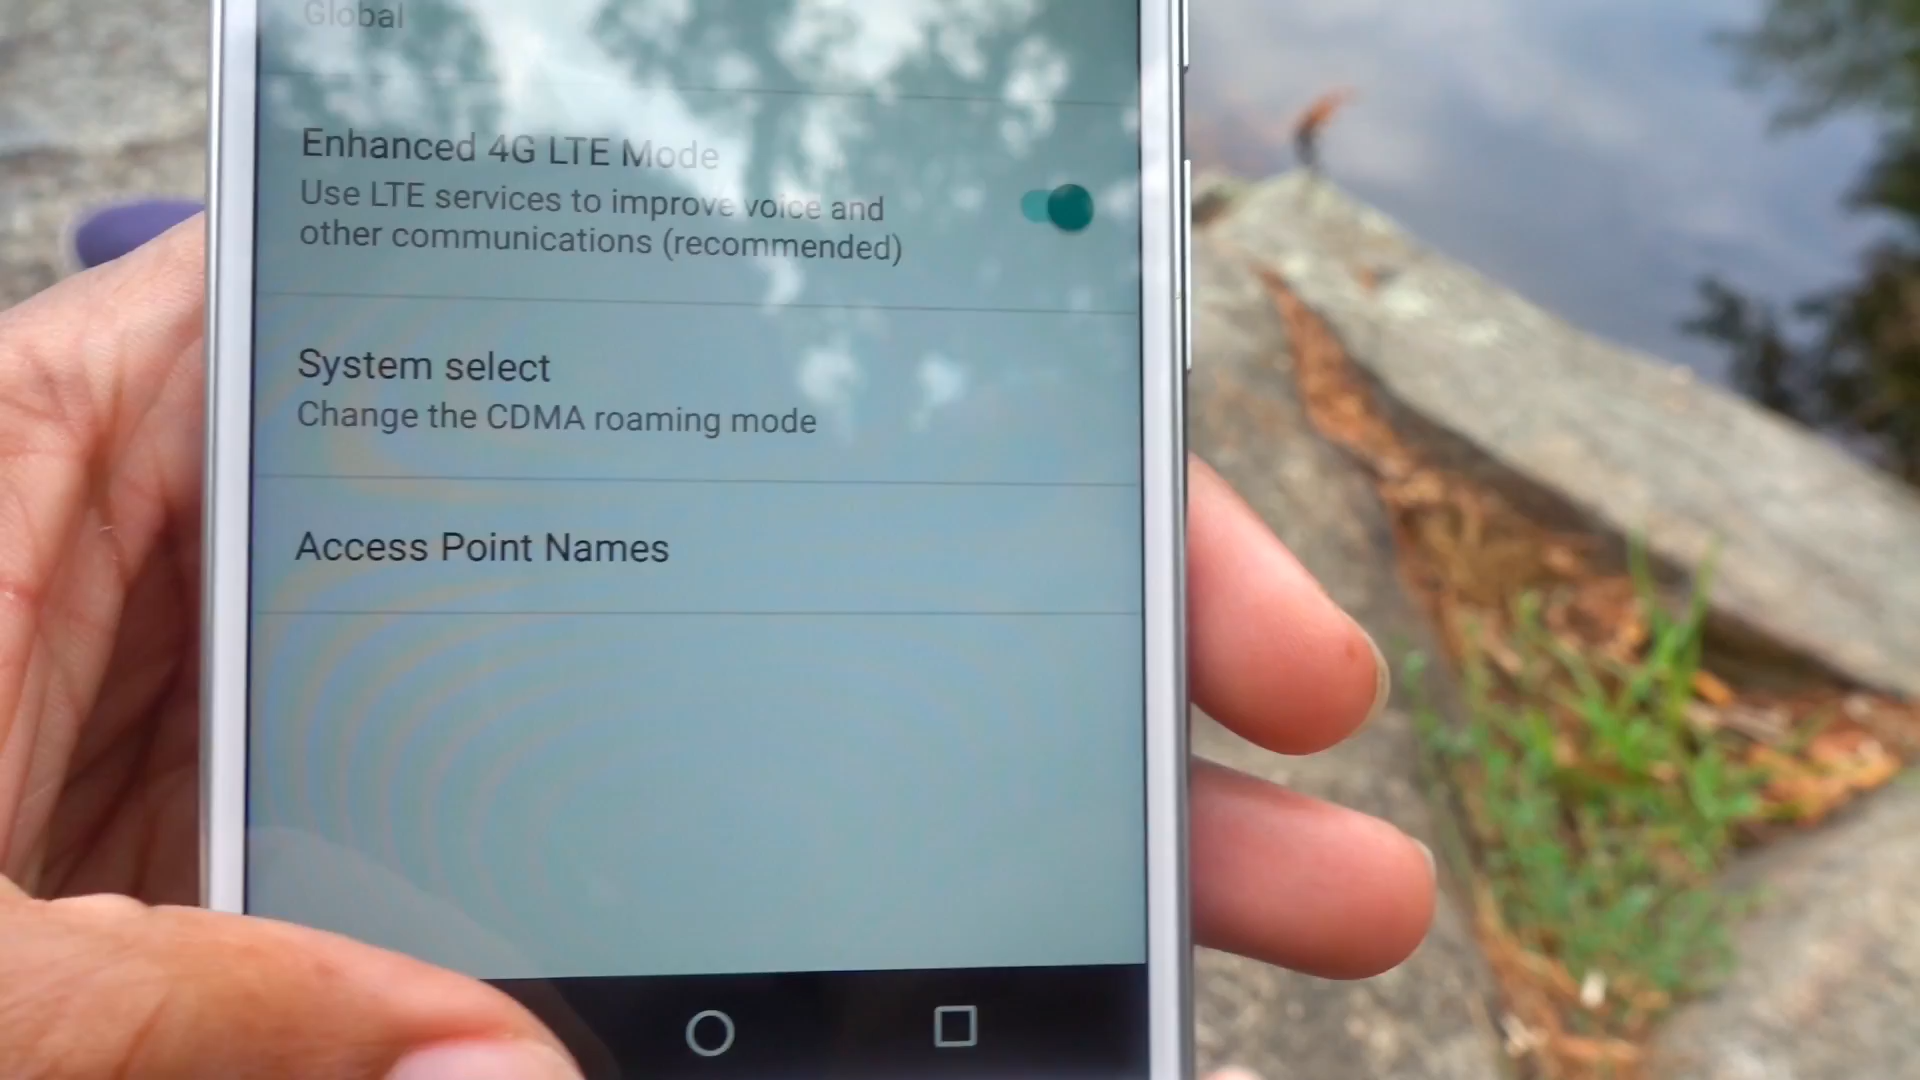 Global
Enhanced 4G LTE Mode
Use LTE services to improve voice and
other communications (recommended)
System select
Change the CDMA roaming mode
Access Point Names